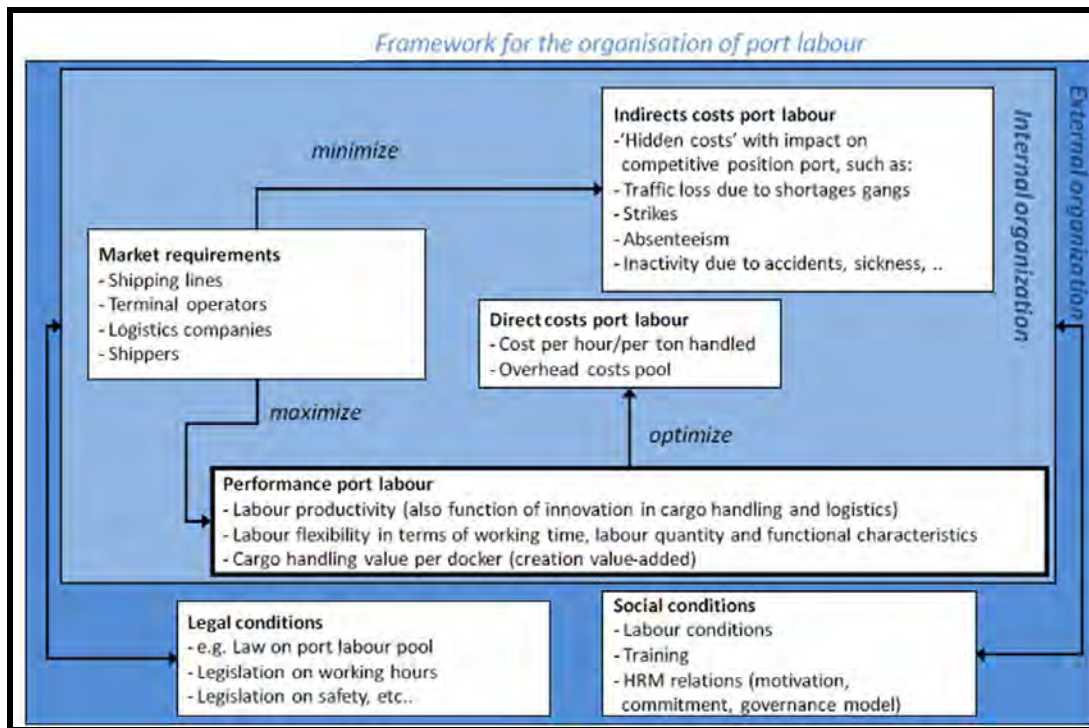 Framework for the organisation of port labour
External organization
Internal organization
Indirects costs port labour
-'Hidden costs' with impact on
competitive position port, such as:
- Traffic loss due to shortages gangs
- Strikes
- Absenteeism
- Inactivity due to accidents, sickness, ..
minimize
Market requirements
- Shipping lines
- Terminal operators
- Logistics companies
- Shippers
Direct costs port labour
- Cost per hour/per ton handled
- Overhead costs pool
maximize
optimize
Performance port labour
- Labour productivity (also function of innovation in cargo handling and logistics)
- Labour flexibility in terms of working time, labour quantity and functional characteristics
- Cargo handling value per docker (creation value-added)
Legal conditions
- e.g. Law on port labour pool
- Legislation on working hours
- Legislation on safety, etc..
Social conditions
- Labour conditions
- Training
- HRM relations (motivation,
commitment, governance model)